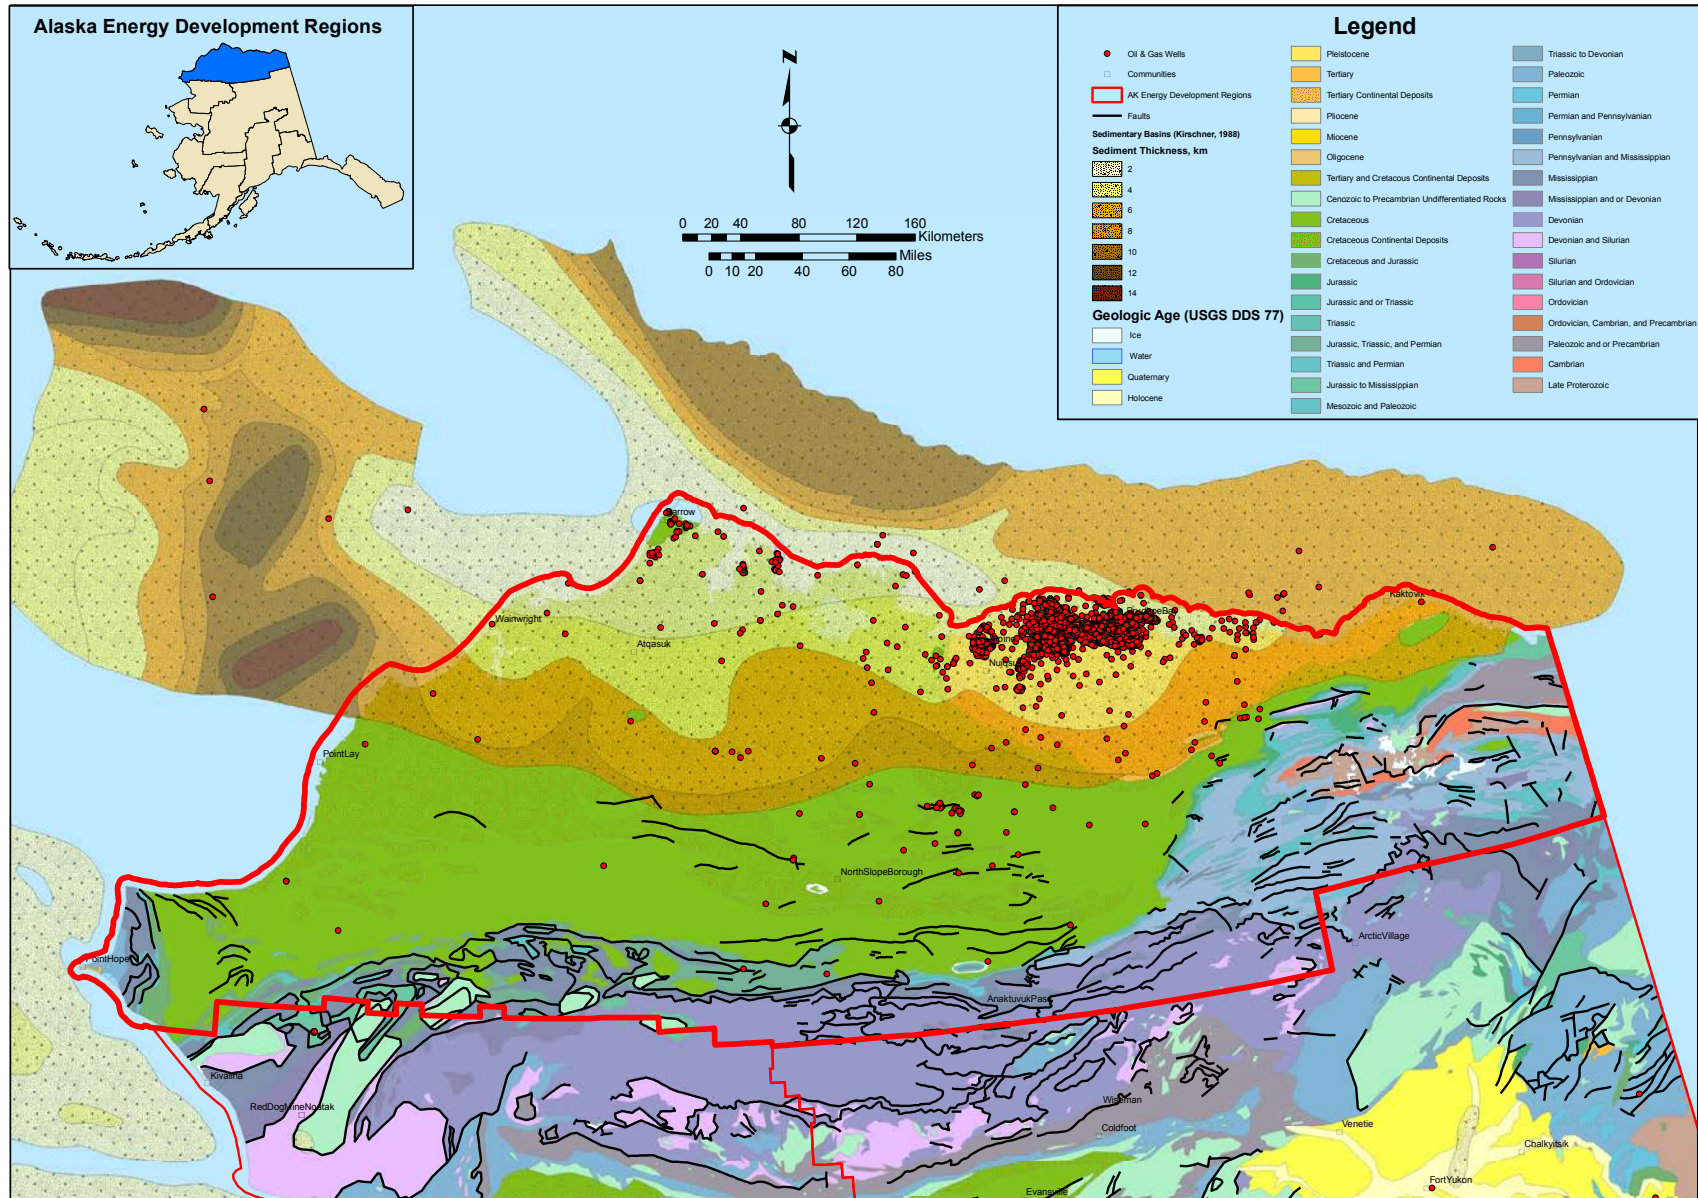 Alaska Energy Development Regions
N
0 20 40 80 120 160
Kilometers
Miles
0 10 20 40 60 80
Legend
Oil & Gas Wells
Communities
AK Energy Development Regions
Faults
Sedimentary Basins (Kirschner, 1988)
Sediment Thickness, km
2
4
6
8
10
12
14
Geologic Age (USGS DDS 77)
Ice
Water
Quaternary
Holocene
Pleistocene
Tertiary
Tertiary Continental Deposits
Pliocene
Miocene
Oligocene
Tertiary and Cretacous Continental Deposits
Cenozoic to Precambrian Undifferentiated Rocks
Cretaceous
Cretaceous Continental Deposits
Cretaceous and Jurassic
Jurassic
Jurassic and or Triassic
Triassic
Jurassic, Triassic, and Permian
Triassic and Permian
Jurassic to Mississippian
Mesozoic and Paleozoic
Triassic to Devonian
Paleozoic
Permian
Permian and Pennsylvanian
Pennsylvanian
Pennsylvanian and Mississippian
Mississippian
Mississippian and or Devonian
Devonian
Devonian and Silurian
Silurian
Silurian and Ordovician
Ordovician
Ordovician, Cambrian, and Precambrian
Paleozoic and or Precambrian
Cambrian
Late Proterozoic
Barrow
Wainwright
Atqasuk
Kaktovik
PointLay
NorthSlopeBorough
PointHope
ArcticVillage
AnaktuvukPass
Kivalina
RedDogMineNoatak
Wiseman
Coldfoot
Venetie
Chalkyitsik
FortYukon
Evansville